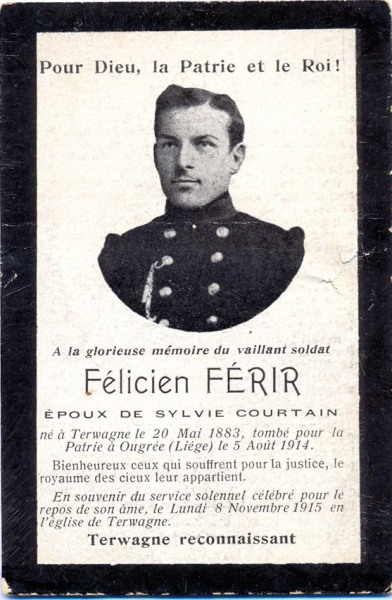 Pour Dieu, la Patrie et le Roi!
A la glorieuse mémoire du vaillant soldat
Félicien FÉRIR
ÉPOUX DE SYLVIE COURTAIN
né à Terwagne le 20 Mai 1883, tombé pour la
Patrie à Ougrée (Liége) le 5 Août 1914.
Bienheureux ceux qui souffrent pour la justice, le
royaume des cieux leur appartient.
En souvenir du service solennel célébré pour le
repos de son âme, le Lundi 8 Novembre 1915 en
l'église de Terwagne.
Terwagne reconnaissant